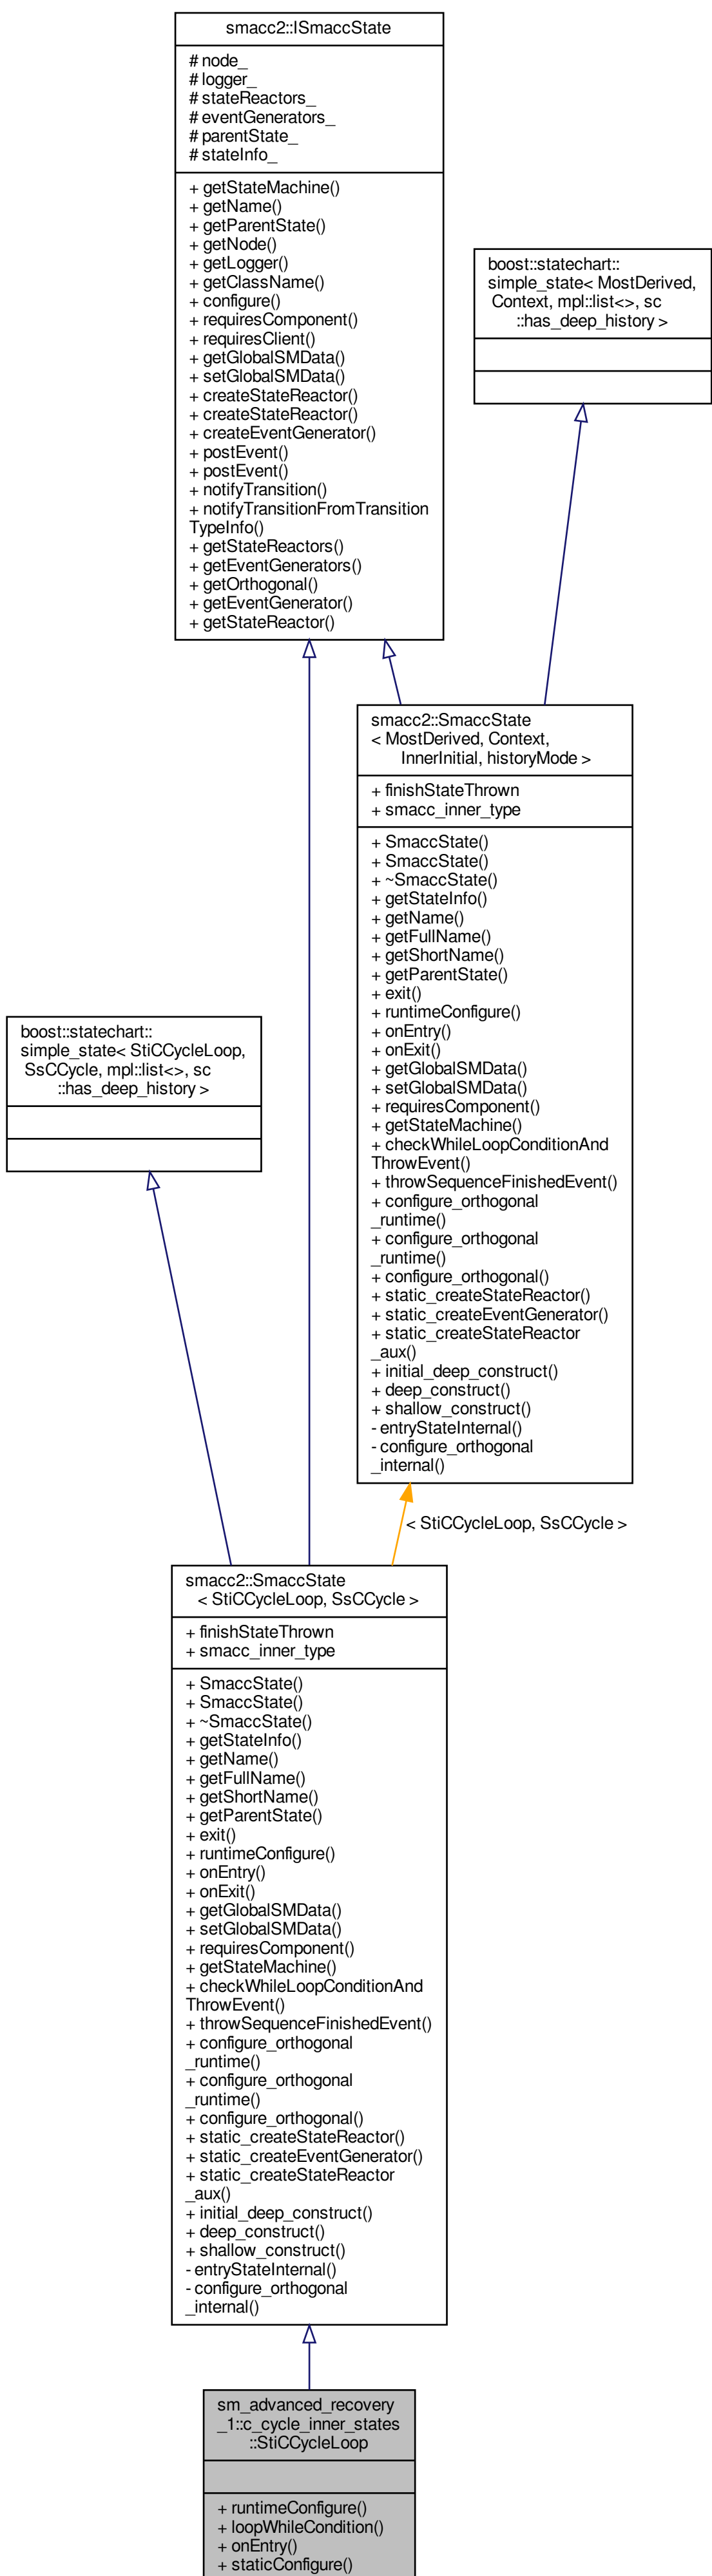 smacc2::ISmaccState
# node_
# logger_
# stateReactors_
# eventGenerators_
# parentState_
# stateInfo_
+ getStateMachine()
+ getName()
+ getParentState()
+ getNode()
+ getLogger()
+ getClassName()
+ configure()
+ requiresComponent()
+ requiresClient()
+ getGlobalSMData()
+ setGlobalSMData()
+ createStateReactor()
+ createStateReactor()
+ createEventGenerator()
+ postEvent()
+ postEvent()
+ notifyTransition()
+ notifyTransitionFromTransition
TypeInfo()
+ getStateReactors()
+ getEventGenerators()
+ getOrthogonal()
+ getEventGenerator()
+ getStateReactor()
boost::statechart::
simple_state< MostDerived,
Context, mpl::list<>, sc
::has_deep_history >
smacc2::SmaccState
< MostDerived, Context,
InnerInitial, historyMode >
+ finishStateThrown
+ smacc_inner_type
+ SmaccState()
+ SmaccState()
+ ~SmaccState()
+ getStateInfo()
+ getName()
+ getFullName()
+ getShortName()
+ getParentState()
+ exit()
+ runtimeConfigure()
+ onEntry()
+ onExit()
+ getGlobalSMData()
+ setGlobalSMData()
+ requiresComponent()
+ getStateMachine()
+ checkWhileLoopConditionAnd
ThrowEvent()
+ throwSequenceFinishedEvent()
+ configure_orthogonal
_runtime()
+ configure_orthogonal
_runtime()
+ configure_orthogonal()
+ static_createStateReactor()
+ static_createEventGenerator()
+ static_createStateReactor
_aux()
+ initial_deep_construct()
+ deep_construct()
+ shallow_construct()
- entryStateInternal()
- configure_orthogonal
_internal()
boost::statechart::
simple_state< StiCCycleLoop,
SsCCycle, mpl::list<>, sc
::has_deep_history >
< StiCCycleLoop, SsCCycle >
smacc2::SmaccState
< StiCCycleLoop, SsCCycle >
+ finishStateThrown
+ smacc_inner_type
+ SmaccState()
+ SmaccState()
+ ~SmaccState()
+ getStateInfo()
+ getName()
+ getFullName()
+ getShortName()
+ getParentState()
+ exit()
+ runtimeConfigure()
+ onEntry()
+ onExit()
+ getGlobalSMData()
+ setGlobalSMData()
+ requiresComponent()
+ getStateMachine()
+ checkWhileLoopConditionAnd
ThrowEvent()
+ throwSequenceFinishedEvent()
+ configure_orthogonal
_runtime()
+ configure_orthogonal
_runtime()
+ configure_orthogonal()
+ static_createStateReactor()
+ static_createEventGenerator()
+ static_createStateReactor
_aux()
+ initial_deep_construct()
+ deep_construct()
+ shallow_construct()
- entryStateInternal()
- configure_orthogonal
_internal()
sm_advanced_recovery
_1::c_cycle_inner_states
::StiCCycleLoop
+ runtimeConfigure()
+ loopWhileCondition()
+ onEntry()
+ staticConfigure()